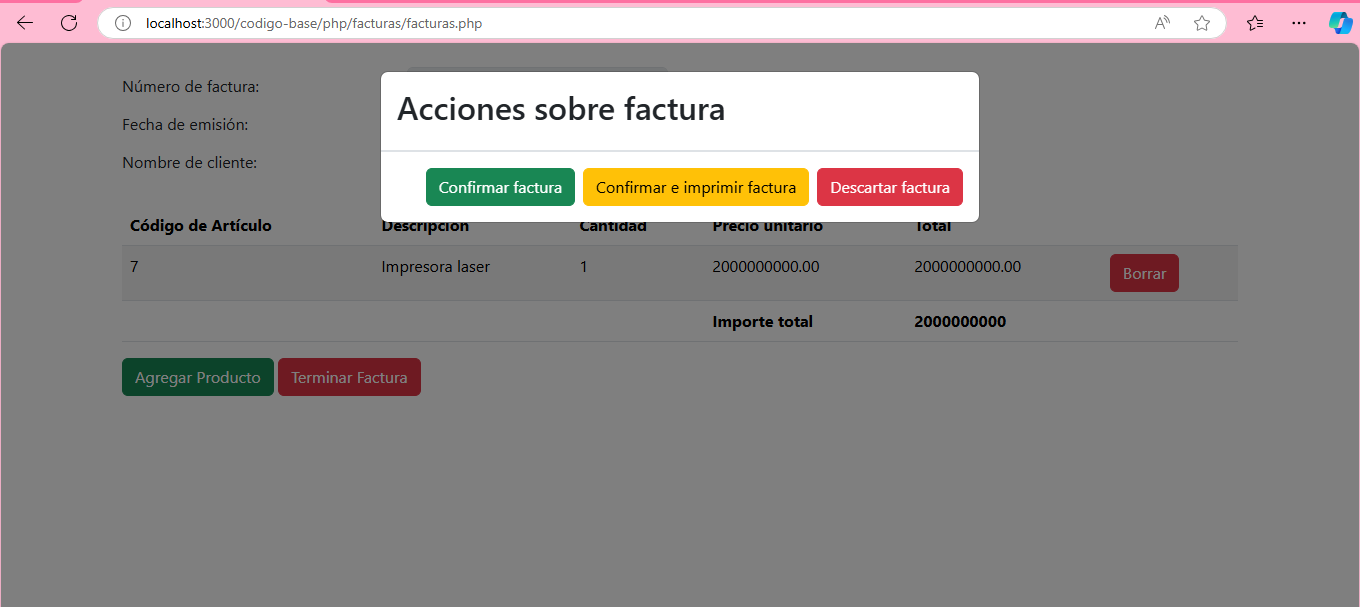 localhost:3000/codigo-base/php/facturas/facturas.php
Número de factura:
Acciones sobre factura
Fecha de emisión:
Nombre de cliente:
Confirmar factura Confirmar e imprimir factura Descartar factura
Código de Artículo Descripción Cantidad Precio unitario Total
7 Impresora laser 1 2000000000.00 2000000000.00 Borrar
Importe total 2000000000
Agregar Producto Terminar Factura